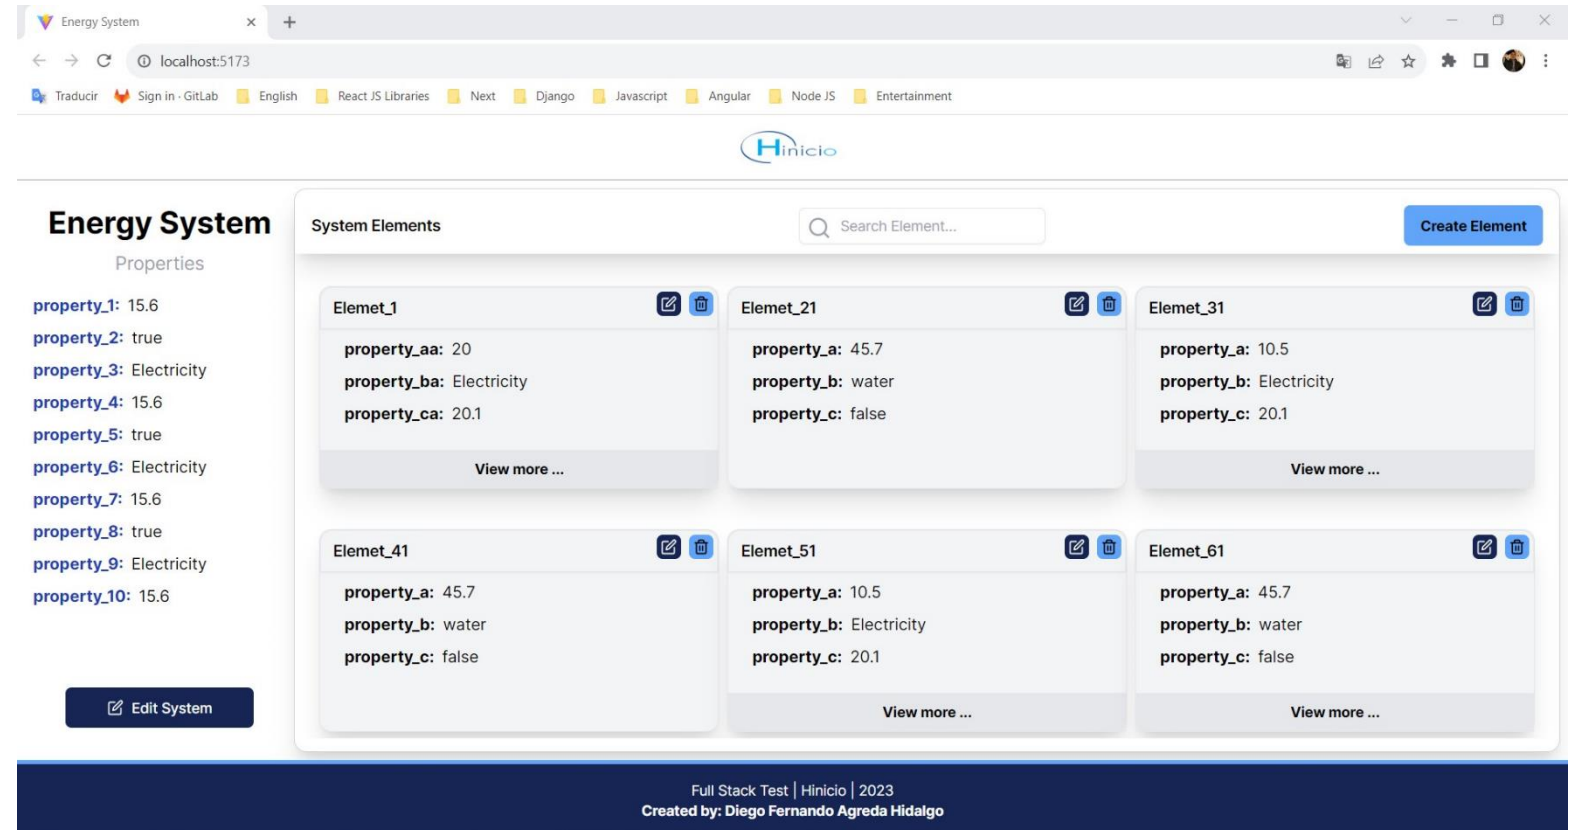 Energy System
localhost:5173
Traducir Sign in · GitLab English React JS Libraries Next Django Javascript Angular Node JS Entertainment
Hinicio
Energy System
Properties
property_1: 15.6
property_2: true
property_3: Electricity
property_4: 15.6
property_5: true
property_6: Electricity
property_7: 15.6
property_8: true
property_9: Electricity
property_10: 15.6
Edit System
System Elements
Search Element...
Create Element
Elemet_1
property_aa: 20
property_ba: Electricity
property_ca: 20.1
View more ...
Elemet_21
property_a: 45.7
property_b: water
property_c: false
Elemet_31
property_a: 10.5
property_b: Electricity
property_c: 20.1
View more ...
Elemet_41
property_a: 45.7
property_b: water
property_c: false
Elemet_51
property_a: 10.5
property_b: Electricity
property_c: 20.1
View more ...
Elemet_61
property_a: 45.7
property_b: water
property_c: false
View more ...
Full Stack Test | Hinicio | 2023
Created by: Diego Fernando Agreda Hidalgo